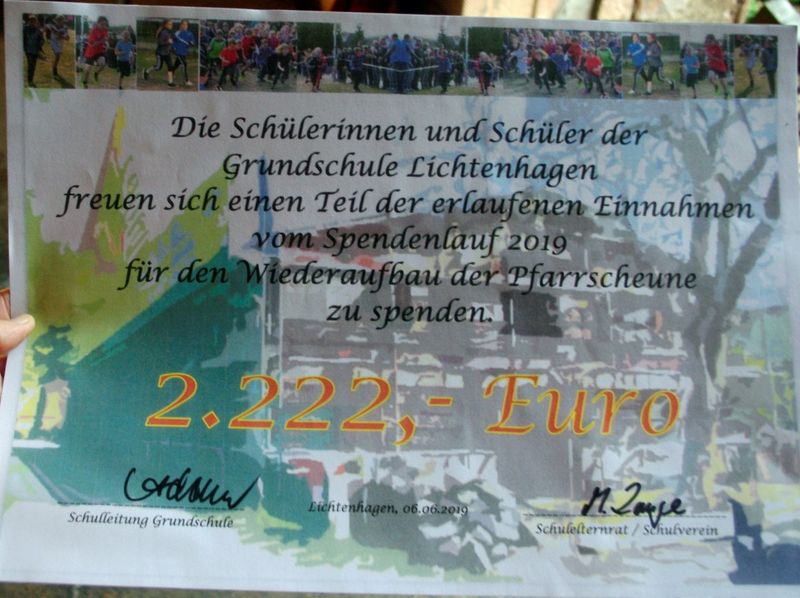 Die Schülerinnen und Schüler der
Grundschule Lichtenhagen
freuen sich einen Teil der erlaufenen Einnahmen
vom Spendenlauf 2019
für den Wiederaufbau der Pfarrscheune
zu spenden.
2.222,- Euro
Lichtenhagen, 06.06.2019
Schulleitung Grundschule
Schulelternrat / Schulverein